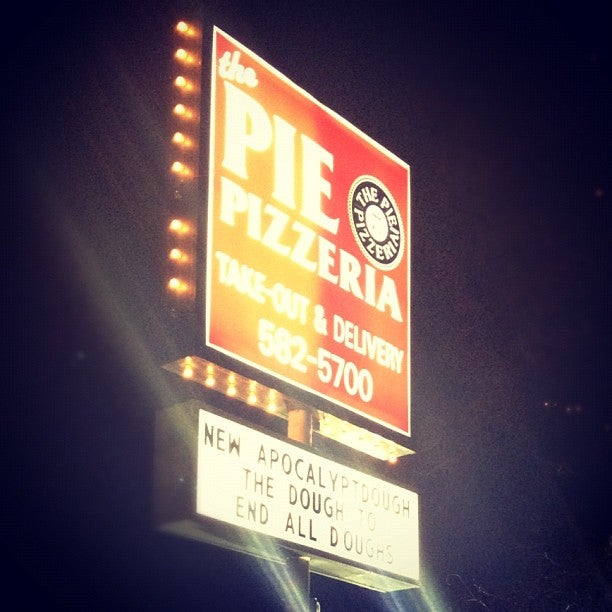 the
PIE
PIZZERIA
THE PIE
PIZZERIA
TAKE-OUT & DELIVERY
582-5700
NEW APOCALYPTDOUGH
THE DOUGH TO
END ALL DOUGHS